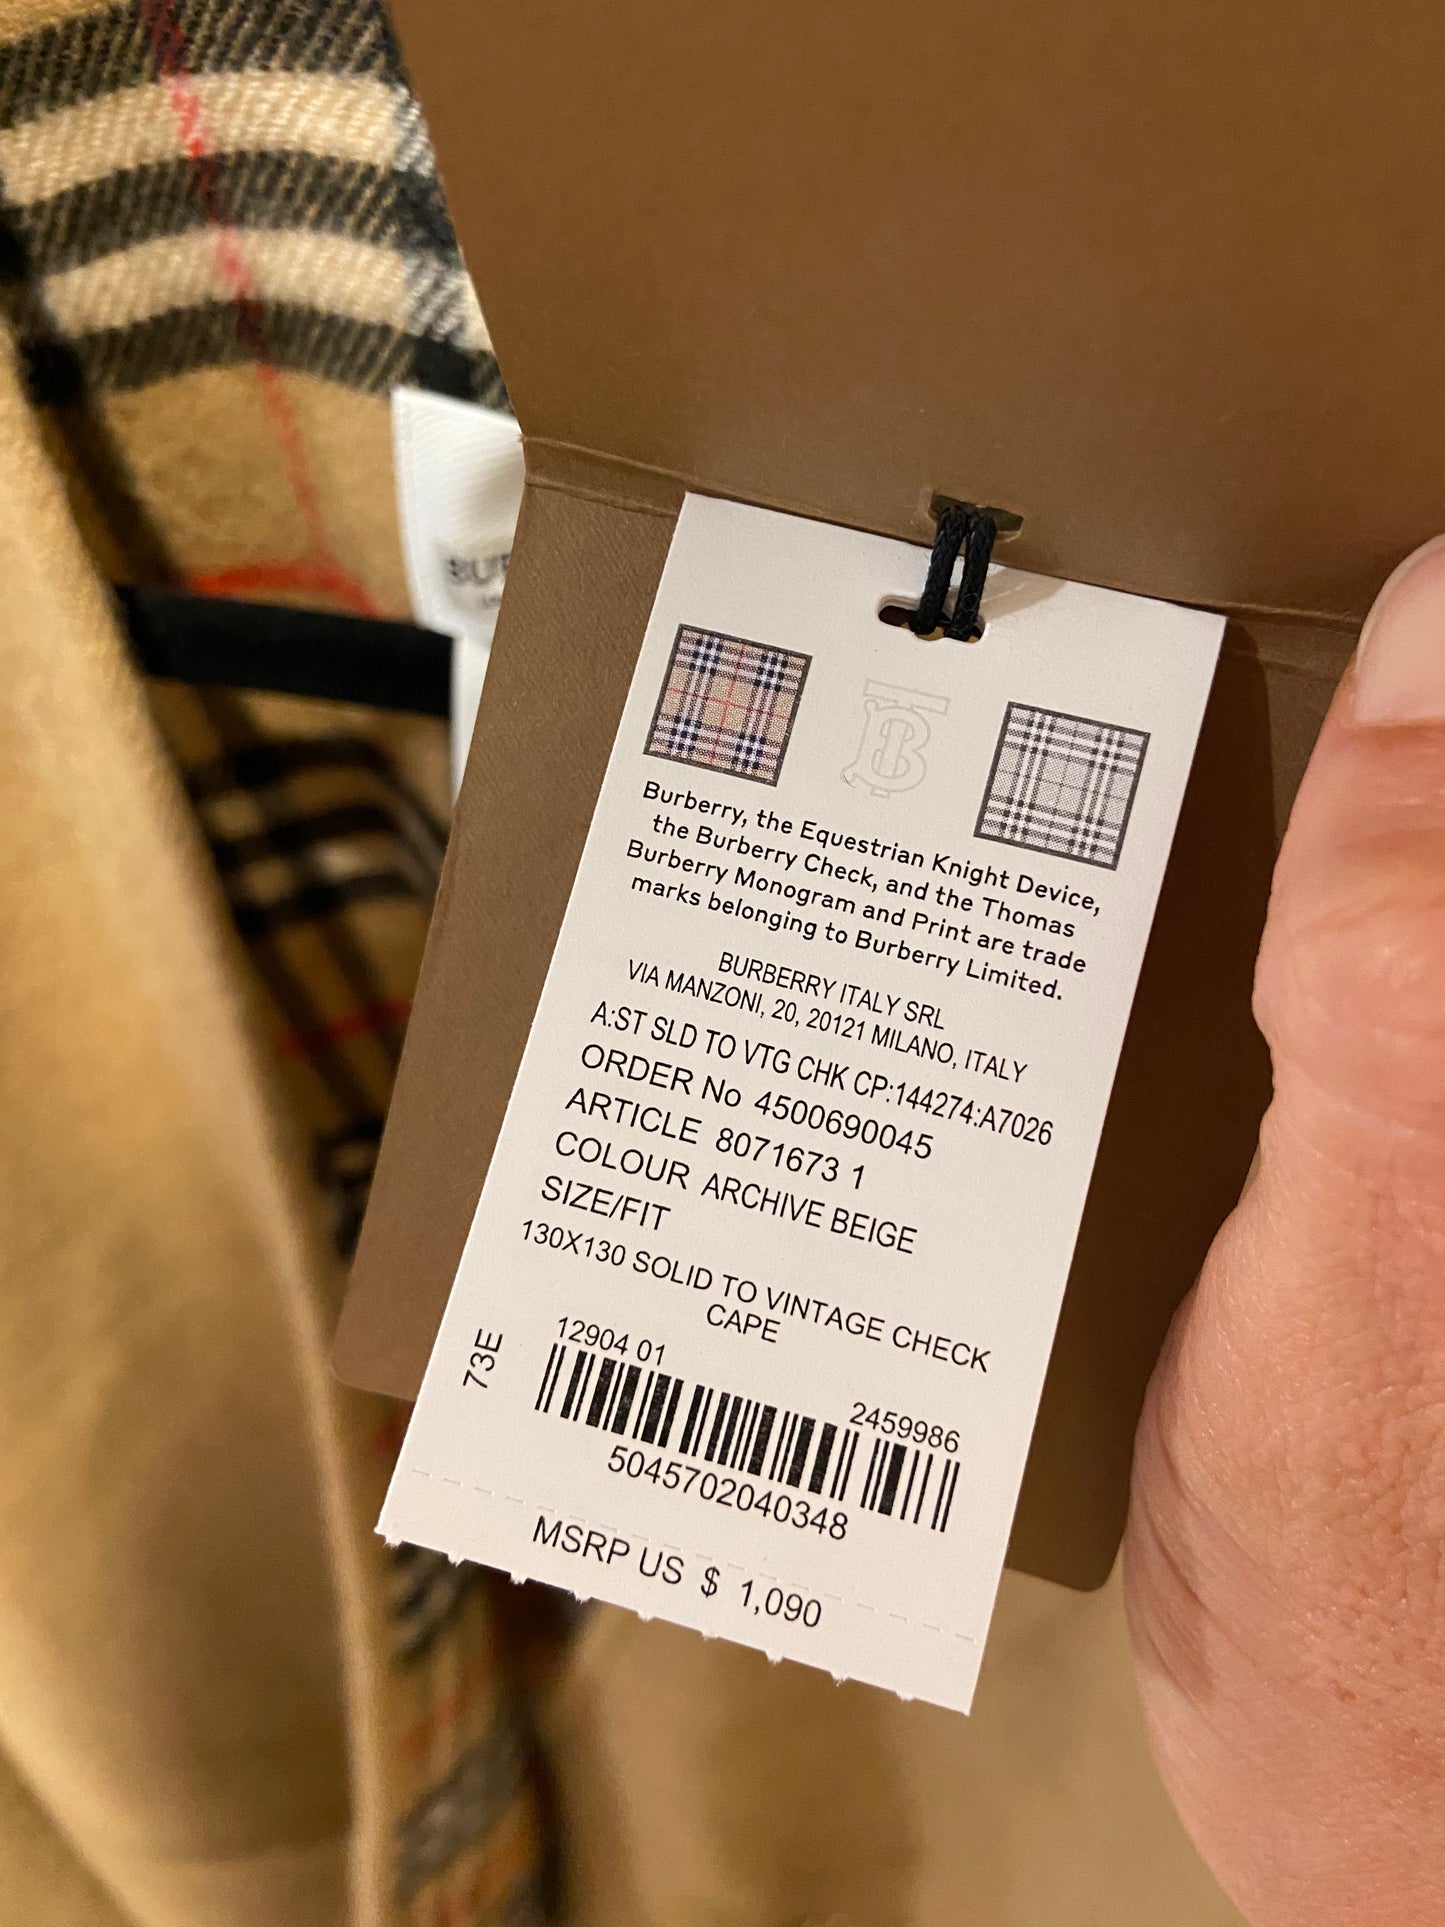 Burberry, the Equestrian Knight Device,
the Burberry Check, and the Thomas
Burberry Monogram and Print are trade
marks belonging to Burberry Limited.
BURBERRY ITALY SRL
VIA MANZONI, 20, 20121 MILANO, ITALY
A:ST SLD TO VTG CHK CP:144274:A7026
ORDER No 4500690045
ARTICLE 8071673 1
COLOUR ARCHIVE BEIGE
SIZE/FIT
130X130 SOLID TO VINTAGE CHECK
CAPE
73E
12904 01
2459986
5045702040348
MSRP US $ 1,090